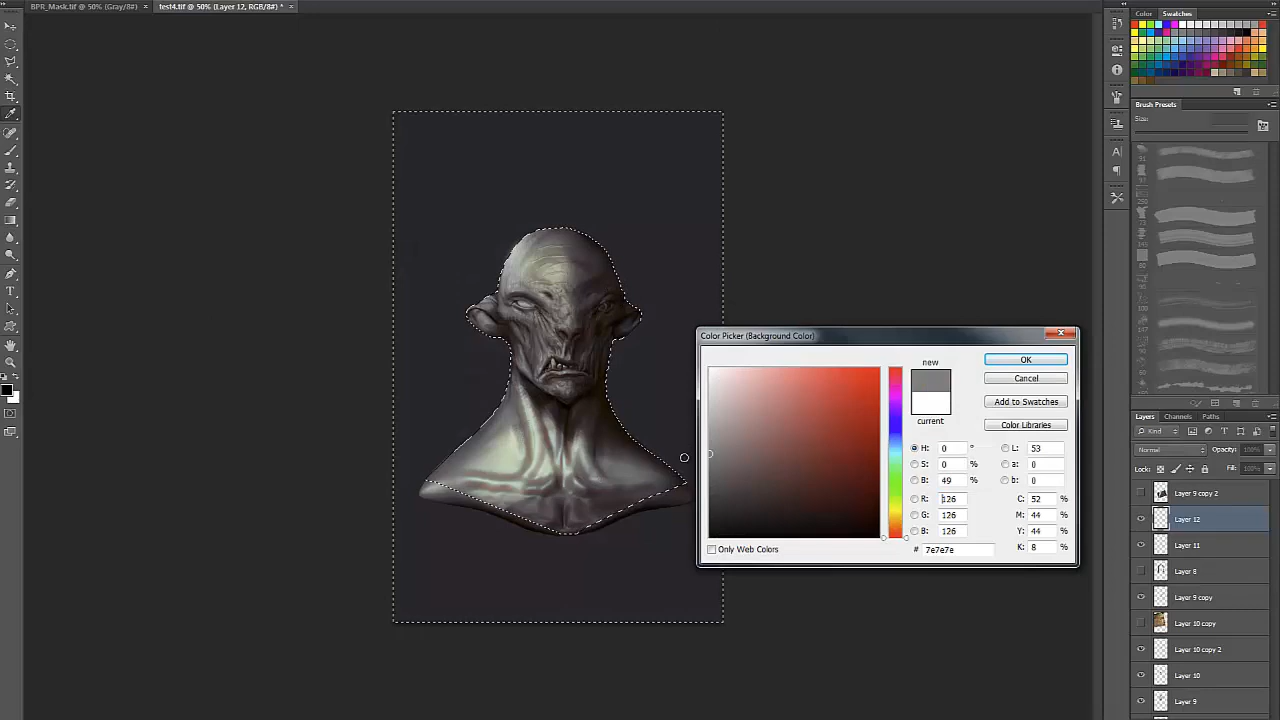 BPR_Mask.tif @ 50% (Gray/8#) ×
test4.tif @ 50% (Layer 12, RGB/8#) * ×
Color Swatches
Brush Presets
Size:
Color Picker (Background Color)
new
current
OK
Cancel
Add to Swatches
Color Libraries
H: 0 °
S: 0 %
B: 49 %
R: 126
G: 126
B: 126
# 7e7e7e
L: 53
a: 0
b: 0
C: 52 %
M: 44 %
Y: 44 %
K: 8 %
Only Web Colors
Layers Channels Paths
Kind
Normal Opacity: 100%
Lock: Fill: 100%
Layer 9 copy 2
Layer 12
Layer 11
Layer 8
Layer 9 copy
Layer 10 copy
Layer 10 copy 2
Layer 10
Layer 9